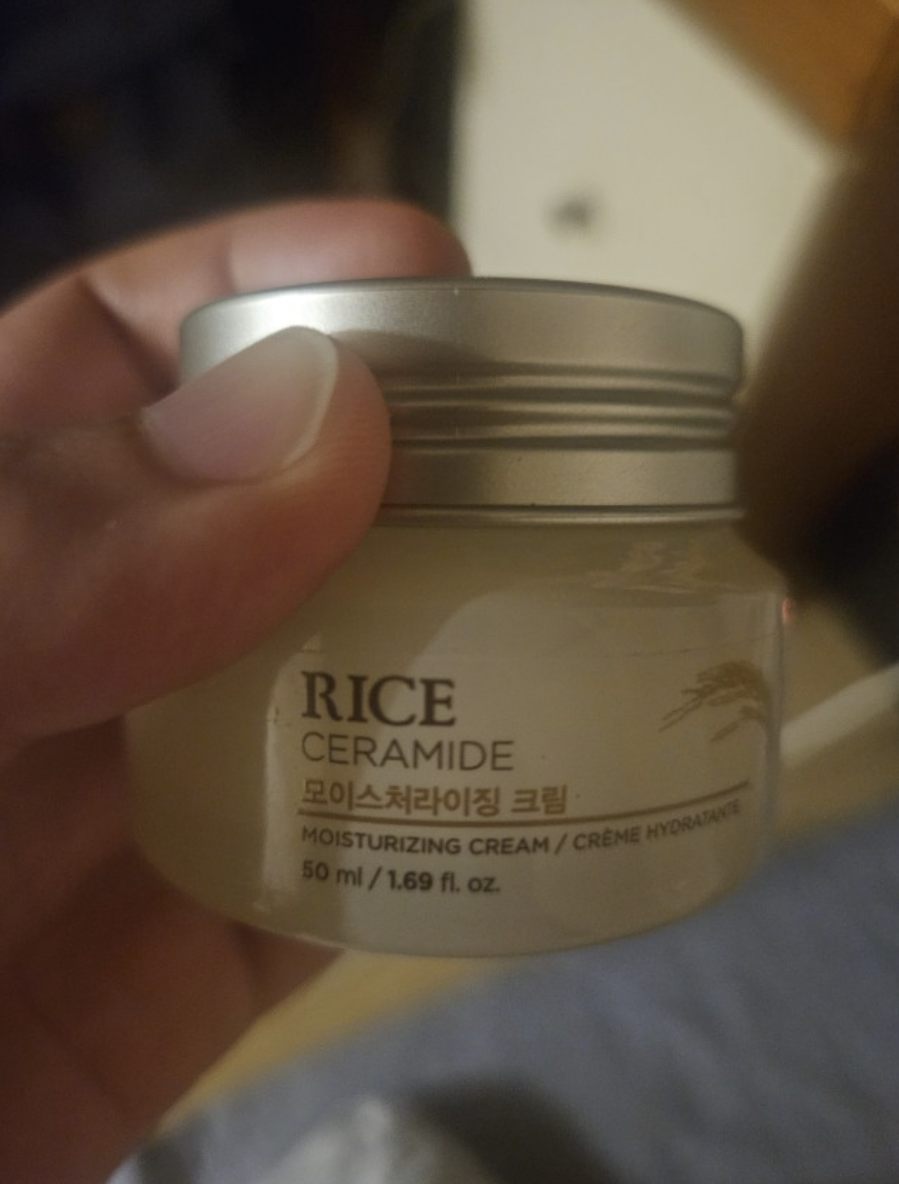 RICE
CERAMIDE
모이스처라이징 크림
MOISTURIZING CREAM / CRÈME HYDRATANTE
50 ml / 1.69 fl. oz.